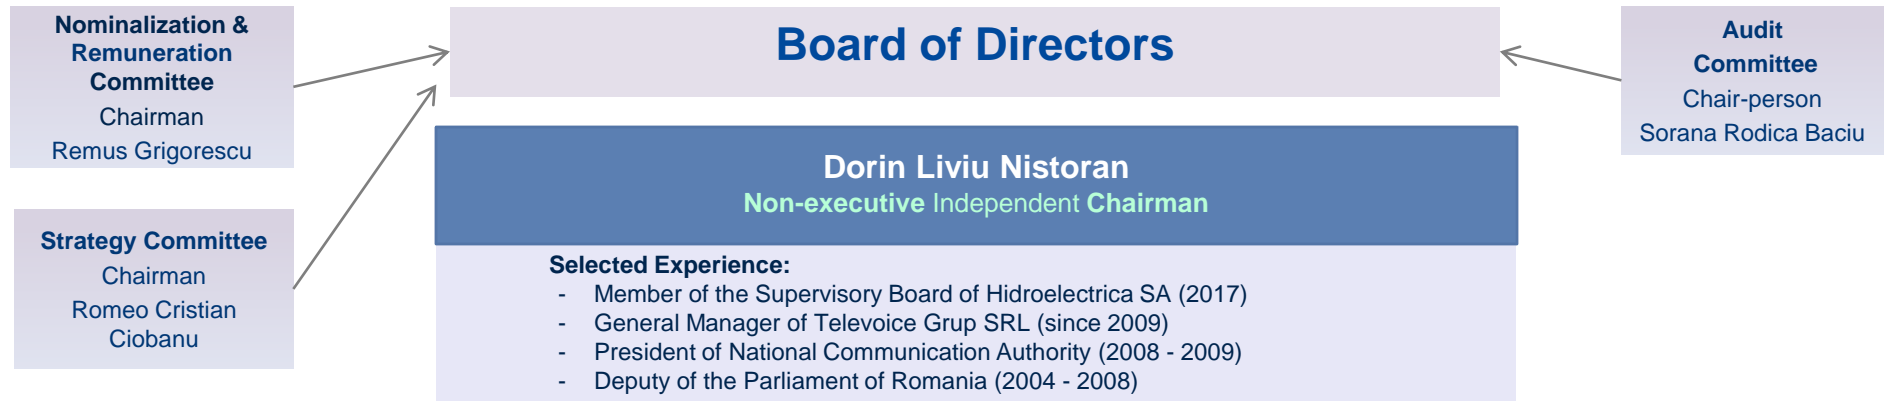 Nominalization &
Remuneration
Committee
Chairman
Remus Grigorescu
Strategy Committee
Chairman
Romeo Cristian
Ciobanu
Board of Directors
Dorin Liviu Nistoran
Non-executive Independent Chairman
Selected Experience:
- Member of the Supervisory Board of Hidroelectrica SA (2017)
- General Manager of Televoice Grup SRL (since 2009)
- President of National Communication Authority (2008 - 2009)
- Deputy of the Parliament of Romania (2004 - 2008)
Audit
Committee
Chair-person
Sorana Rodica Baciu